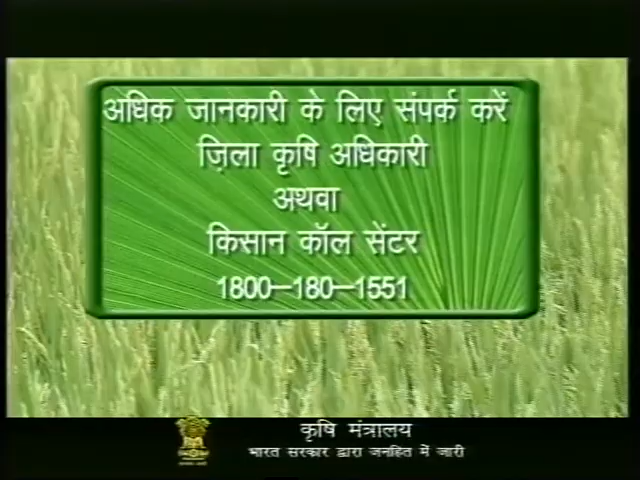 अधिक जानकारी के लिए संपर्क करें
ज़िला कृषि अधिकारी
अथवा
किसान कॉल सेंटर
1800–180–1551
कृषि मंत्रालय
भारत सरकार द्वारा जनहित में जारी